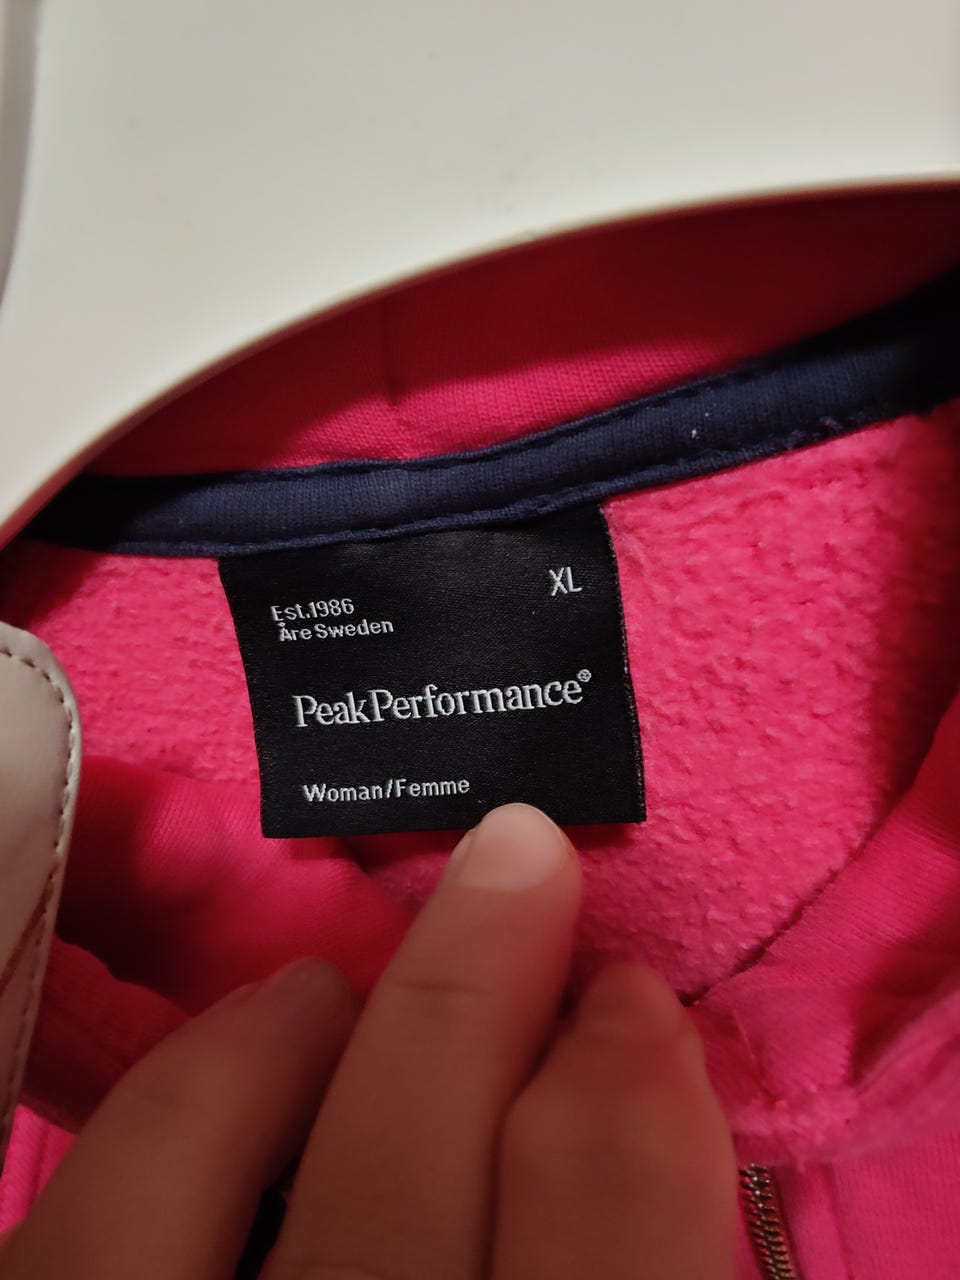 XL
Est.1986
Åre Sweden
PeakPerformance®
Woman/Femme